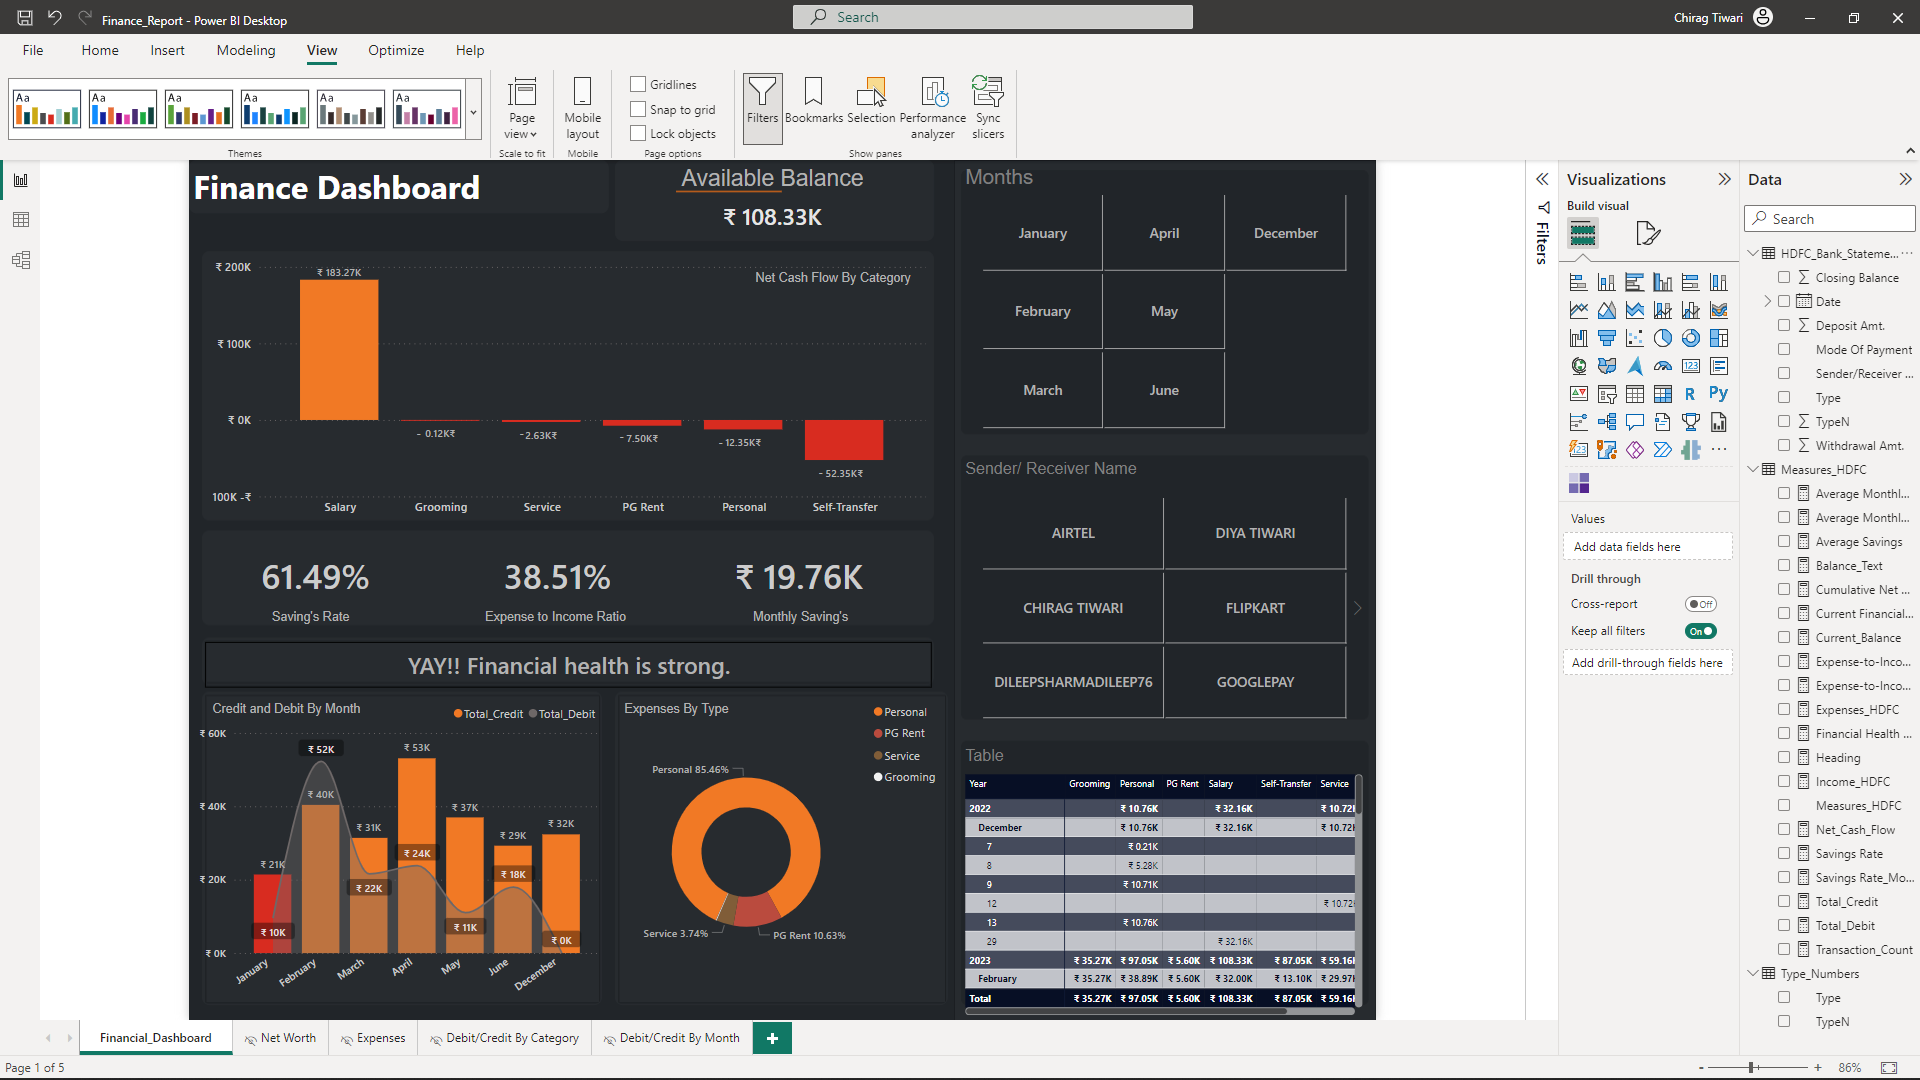 Finance_Report - Power BI Desktop
Search
Chirag Tiwari
File
Home
Insert
Modeling
View
Optimize
Help
Aa
Aa
Aa
Aa
Aa
Aa
Themes
Page view
Scale to fit
Mobile layout
Mobile
Gridlines
Snap to grid
Lock objects
Page options
Filters
Bookmarks
Selection
Performance analyzer
Sync slicers
Show panes
Finance Dashboard
Available Balance
₹ 108.33K
Net Cash Flow By Category
₹ 200K
₹ 100K
₹ 0K
100K -₹
₹ 183.27K
- 0.12K₹
-2.63K₹
- 7.50K₹
- 12.35K₹
- 52.35K₹
Salary
Grooming
Service
PG Rent
Personal
Self-Transfer
61.49%
Saving's Rate
38.51%
Expense to Income Ratio
₹ 19.76K
Monthly Saving's
YAY!! Financial health is strong.
Credit and Debit By Month
Total_Credit
Total_Debit
₹ 60K
₹ 40K
₹ 20K
₹ 0K
₹ 21K
₹ 10K
₹ 52K
₹ 40K
₹ 31K
₹ 22K
₹ 53K
₹ 24K
₹ 37K
₹ 11K
₹ 29K
₹ 18K
₹ 32K
₹ 0K
January
February
March
April
May
June
December
Expenses By Type
Personal
PG Rent
Service
Grooming
Personal 85.46%
Service 3.74%
PG Rent 10.63%
Months
January
April
December
February
May
March
June
Sender/ Receiver Name
AIRTEL
DIYA TIWARI
CHIRAG TIWARI
FLIPKART
DILEEPSHARMADILEEP76
GOOGLEPAY
Table
Year Grooming Personal PG Rent Salary Self-Transfer Service
2022 ₹ 10.76K ₹ 32.16K ₹ 10.72
December ₹ 10.76K ₹ 32.16K ₹ 10.72
7 ₹ 0.21K
8 ₹ 5.28K
9 ₹ 10.71K
12 ₹ 10.72
13 ₹ 10.76K
29 ₹ 32.16K
2023 ₹ 35.27K ₹ 97.05K ₹ 5.60K ₹ 108.33K ₹ 87.05K ₹ 59.16
February ₹ 35.27K ₹ 38.89K ₹ 5.60K ₹ 32.00K ₹ 13.10K ₹ 29.97
Total ₹ 35.27K ₹ 97.05K ₹ 5.60K ₹ 108.33K ₹ 87.05K ₹ 59.16
Filters
Visualizations
Build visual
123
R
Py
123
Values
Add data fields here
Drill through
Cross-report
Off
Keep all filters
On
Add drill-through fields here
Data
Search
HDFC_Bank_Stateme...
Closing Balance
Date
Deposit Amt.
Mode Of Payment
Sender/Receiver ...
Type
TypeN
Withdrawal Amt.
Measures_HDFC
Average Monthl...
Average Monthl...
Average Savings
Balance_Text
Cumulative Net ...
Current Financial...
Current_Balance
Expense-to-Inco...
Expense-to-Inco...
Expenses_HDFC
Financial Health ...
Heading
Income_HDFC
Measures_HDFC
Net_Cash_Flow
Savings Rate
Savings Rate_Mo...
Total_Credit
Total_Debit
Transaction_Count
Type_Numbers
Type
TypeN
Financial_Dashboard
Net Worth
Expenses
Debit/Credit By Category
Debit/Credit By Month
Page 1 of 5
86%